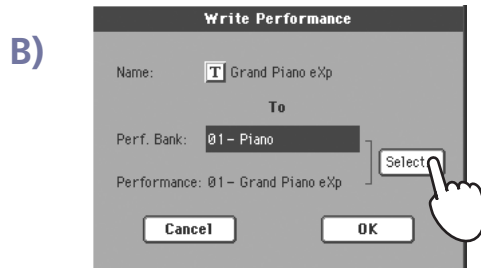 B)
Write Performance
Name: T Grand Piano eXp
To
Perf. Bank: 01- Piano
Select
Performance: 01- Grand Piano eXp
Cancel OK